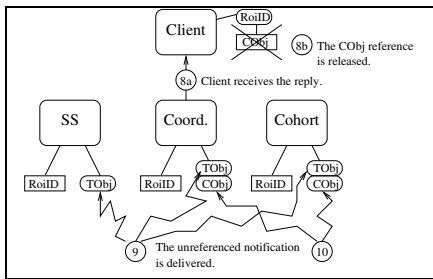 Client
RoiID
CObj
8b The CObj reference
is released.
8a Client receives the reply.
SS
Coord.
Cohort
RoiID
TObj
RoiID
TObj
CObj
RoiID
TObj
CObj
9 The unreferenced notification
is delivered.
10